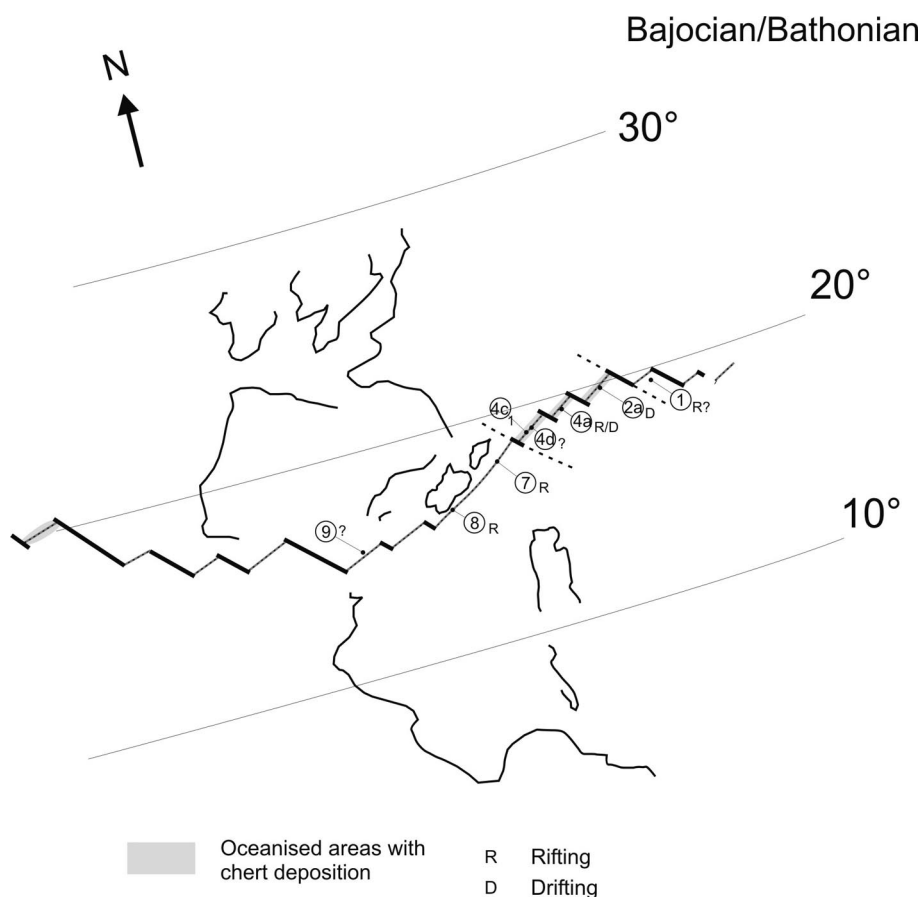 Bajocian/Bathonian
N
30°
20°
1 R?
2a D
4c 1
4a R/D
4d ?
7 R
8 R
9 ?
10°
Oceanised areas with
chert deposition
R Rifting
D Drifting